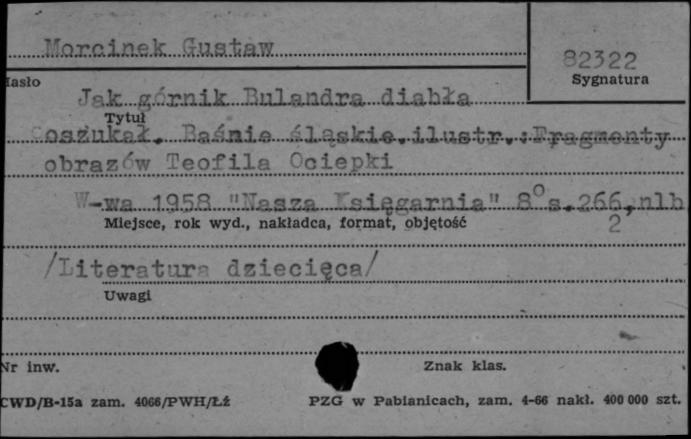 Morcinek Gustaw
82322
Hasło
Sygnatura
Jak górnik Bulandra diabła
Tytuł
oszukał. Baśnie śląskie.ilustr.:Fragmenty
obrazów Teofila Ociepki
W-wa 1958 "Nasza Księgarnia" 8° s.266,nlb
Miejsce, rok wyd., nakładca, format, objętość
2
/Literatura dziecięca/
Uwagi
Nr inw.
Znak klas.
CWD/B-15a zam. 4066/PWH/Łź
PZG w Pabianicach, zam. 4-66 nakł. 400 000 szt.